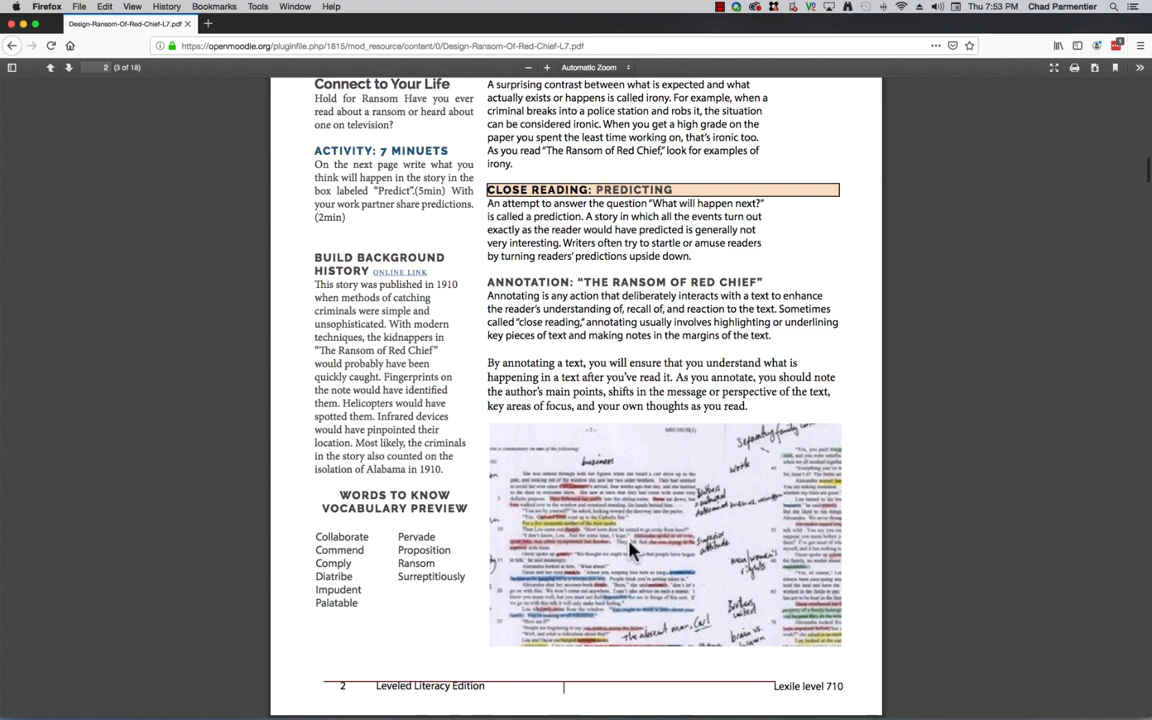 Firefox File Edit View History Bookmarks Tools Window Help Thu 7:53 PM Chad Parmentier
Design-Ransom-Of-Red-Chief-L7.pdf
https://openmoodle.org/pluginfile.php/1815/mod_resource/content/0/Design-Ransom-Of-Red-Chief-L7.pdf
2 (3 of 18) Automatic Zoom
Connect to Your Life
Hold for Ransom Have you ever
read about a ransom or heard about
one on television?
ACTIVITY: 7 MINUETS
On the next page write what you
think will happen in the story in the
box labeled "Predict".(5min) With
your work partner share predictions.
(2min)
BUILD BACKGROUND
HISTORY ONLINE LINK
This story was published in 1910
when methods of catching
criminals were simple and
unsophisticated. With modern
techniques, the kidnappers in
"The Ransom of Red Chief"
would probably have been
quickly caught. Fingerprints on
the note would have identified
them. Helicopters would have
spotted them. Infrared devices
would have pinpointed their
location. Most likely, the criminals
in the story also counted on the
isolation of Alabama in 1910.
WORDS TO KNOW
VOCABULARY PREVIEW
Collaborate
Commend
Comply
Diatribe
Impudent
Palatable
Pervade
Proposition
Ransom
Surreptitiously
A surprising contrast between what is expected and what
actually exists or happens is called irony. For example, when a
criminal breaks into a police station and robs it, the situation
can be considered ironic. When you get a high grade on the
paper you spent the least time working on, that's ironic too.
As you read "The Ransom of Red Chief," look for examples of
irony.
CLOSE READING: PREDICTING
An attempt to answer the question "What will happen next?"
is called a prediction. A story in which all the events turn out
exactly as the reader would have predicted is generally not
very interesting. Writers often try to startle or amuse readers
by turning readers' predictions upside down.
ANNOTATION: "THE RANSOM OF RED CHIEF"
Annotating is any action that deliberately interacts with a text to enhance
the reader's understanding of, recall of, and reaction to the text. Sometimes
called "close reading," annotating usually involves highlighting or underlining
key pieces of text and making notes in the margins of the text.
By annotating a text, you will ensure that you understand what is
happening in a text after you've read it. As you annotate, you should note
the author's main points, shifts in the message or perspective of the text,
key areas of focus, and your own thoughts as you read.
business
work
superior
attitude
men/women's
rights
the absent man, Carl
brain vs.
2 Leveled Literacy Edition Lexile level 710